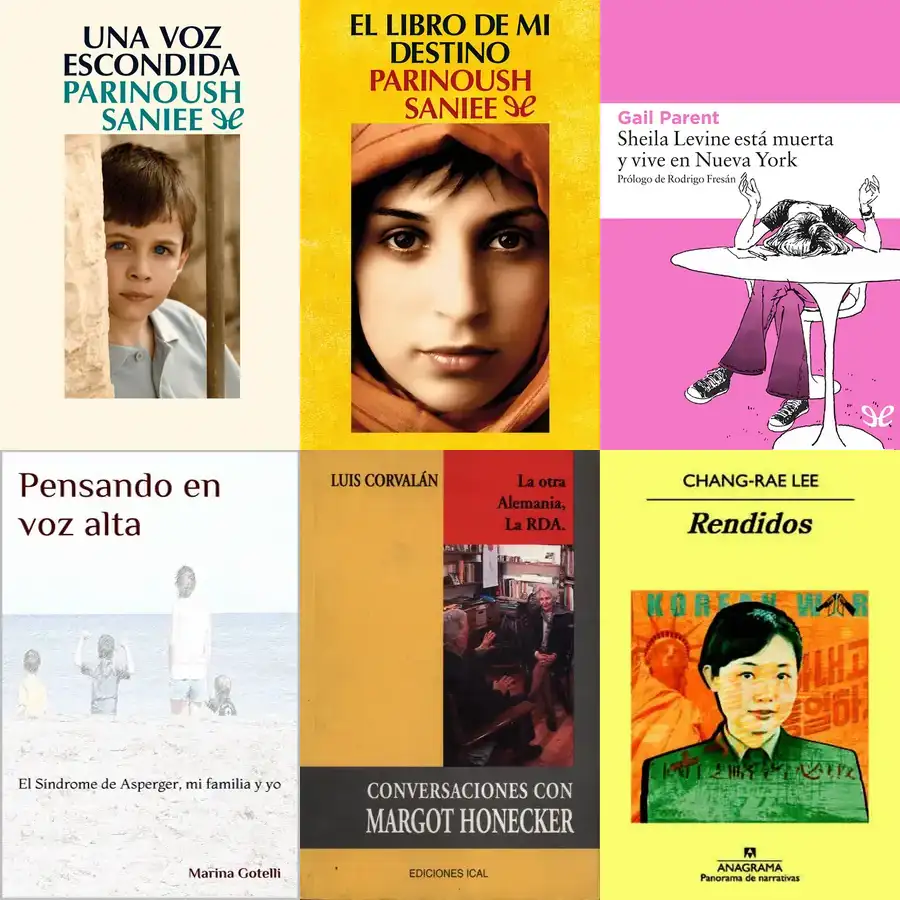 UNA VOZ
ESCONDIDA
PARINOUSH
SANIEE
EL LIBRO DE MI
DESTINO
PARINOUSH
SANIEE
Gail Parent
Sheila Levine está muerta
y vive en Nueva York
Prólogo de Rodrigo Fresán
Pensando en
voz alta
El Síndrome de Asperger, mi familia y yo
Marina Gotelli
LUIS CORVALÁN
La otra
Alemania,
La RDA.
CONVERSACIONES CON
MARGOT HONECKER
EDICIONES ICAL
CHANG-RAE LEE
Rendidos
KOREAN WAR
ANAGRAMA
Panorama de narrativas